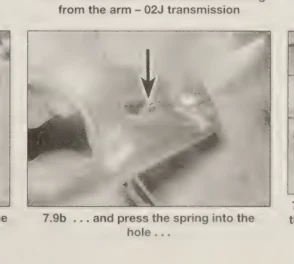 from the arm – 02J transmission
7.9b ... and press the spring into the
hole ...